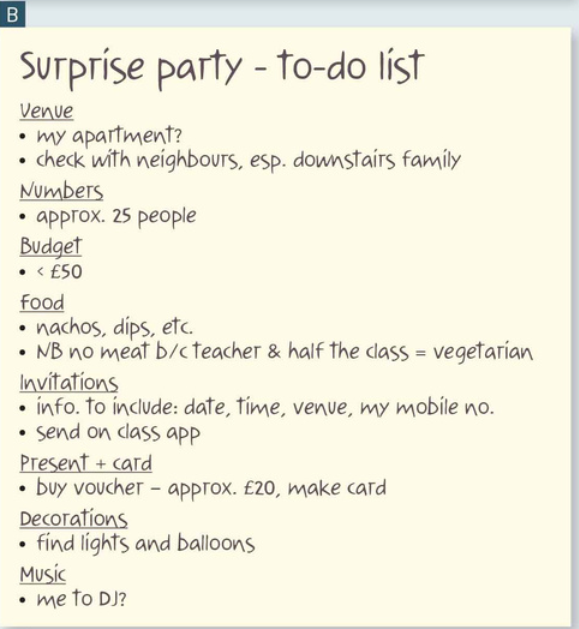 B
Surprise party - to-do list
Venue
• my apartment?
• check with neighbours, esp. downstairs family
Numbers
• approx. 25 people
Budget
• < £50
Food
• nachos, dips, etc.
• NB no meat b/c teacher & half the class = vegetarian
Invitations
• info. to include: date, time, venue, my mobile no.
• send on class app
Present + card
• buy voucher – approx. £20, make card
Decorations
• find lights and balloons
Music
• me to DJ?